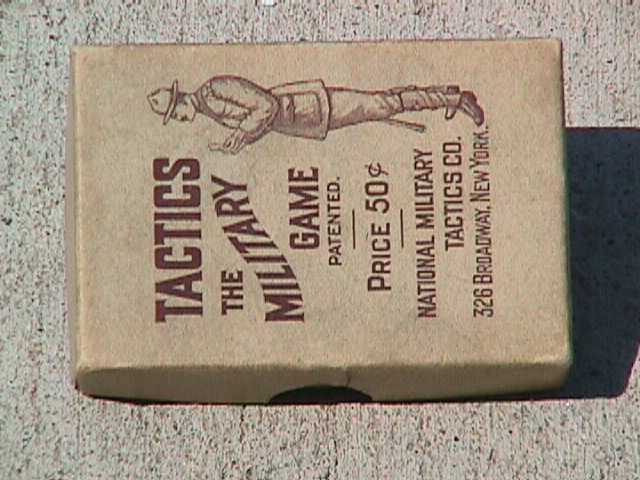 TACTICS
THE
MILITARY
GAME
PATENTED.
PRICE 50¢
NATIONAL MILITARY
TACTICS CO.
326 BROADWAY, NEW YORK.